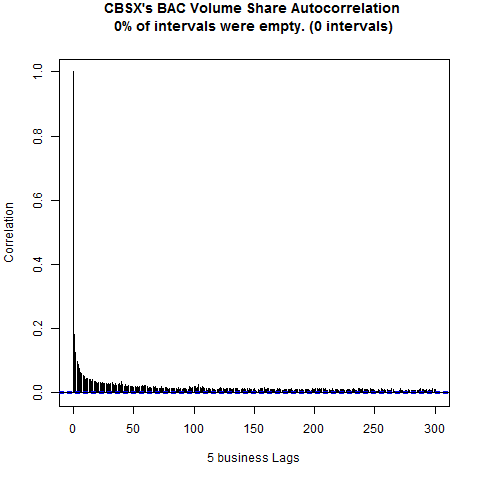 CBSX's BAC Volume Share Autocorrelation
0% of intervals were empty. (0 intervals)
Correlation
1.0
0.8
0.6
0.4
0.2
0.0
0 50 100 150 200 250 300
5 business Lags